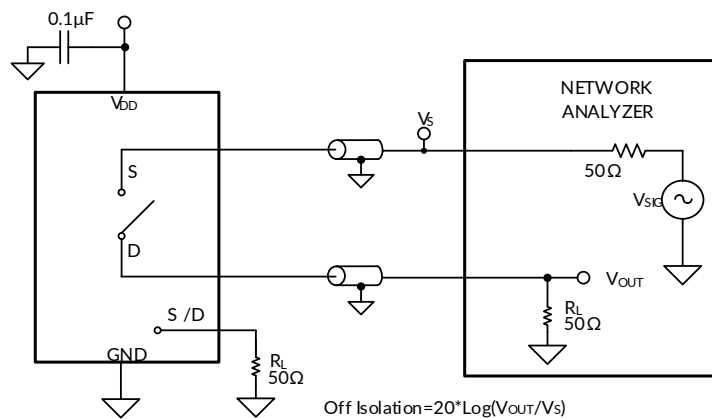 0.1µF
VDD
NETWORK
ANALYZER
VS
S
50Ω
VSIG
D
VOUT
S /D
RL
50Ω
GND
RL
50Ω
Off Isolation=20*Log(VOUT/VS)